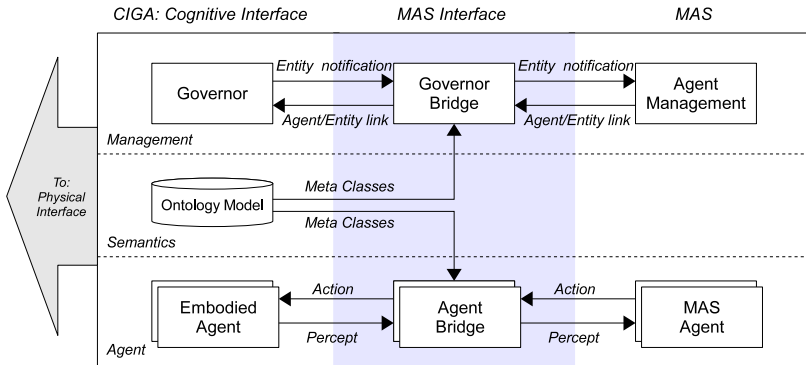 CIGA: Cognitive Interface
MAS Interface
MAS
Entity notification
Entity notification
Governor
Governor
Bridge
Agent
Management
Agent/Entity link
Agent/Entity link
Management
To:
Physical
Interface
Meta Classes
Ontology Model
Meta Classes
Semantics
Action
Action
Embodied
Agent
Agent
Bridge
MAS
Agent
Percept
Percept
Agent